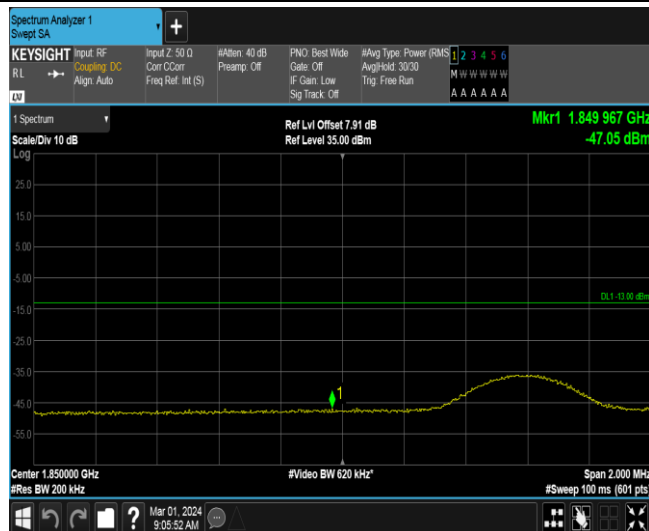 Spectrum Analyzer 1
Swept SA
KEYSIGHT
RL
Input: RF
Coupling: DC
Align: Auto
Input Z: 50 Ω
Corr CCorr
Freq Ref: Int (S)
#Atten: 40 dB
Preamp: Off
PNO: Best Wide
Gate: Off
IF Gain: Low
Sig Track: Off
#Avg Type: Power (RMS
Avg|Hold: 30/30
Trig: Free Run
1 2 3 4 5 6
M W W W W W
A A A A A A
1 Spectrum
Scale/Div 10 dB
Log
Ref Lvl Offset 7.91 dB
Ref Level 35.00 dBm
Mkr1 1.849 967 GHz
-47.05 dBm
25.0
15.0
5.00
-5.00
-15.0
-25.0
-35.0
-45.0
-55.0
DL1 -13.00 dBm
1
Center 1.850000 GHz
#Res BW 200 kHz
#Video BW 620 kHz*
Span 2.000 MHz
#Sweep 100 ms (601 pts)
?
Mar 01, 2024
9:05:52 AM